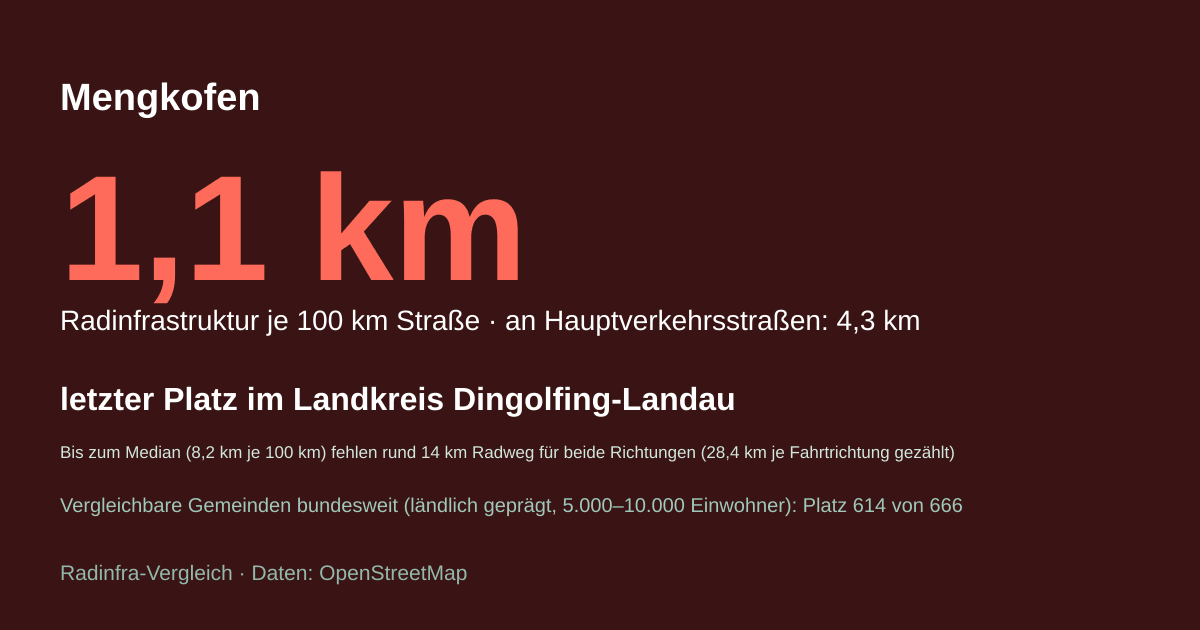 Mengkofen
1,1 km
Radinfrastruktur je 100 km Straße · an Hauptverkehrsstraßen: 4,3 km
letzter Platz im Landkreis Dingolfing-Landau
Bis zum Median (8,2 km je 100 km) fehlen rund 14 km Radweg für beide Richtungen (28,4 km je Fahrtrichtung gezählt)
Vergleichbare Gemeinden bundesweit (ländlich geprägt, 5.000–10.000 Einwohner): Platz 614 von 666
Radinfra-Vergleich · Daten: OpenStreetMap